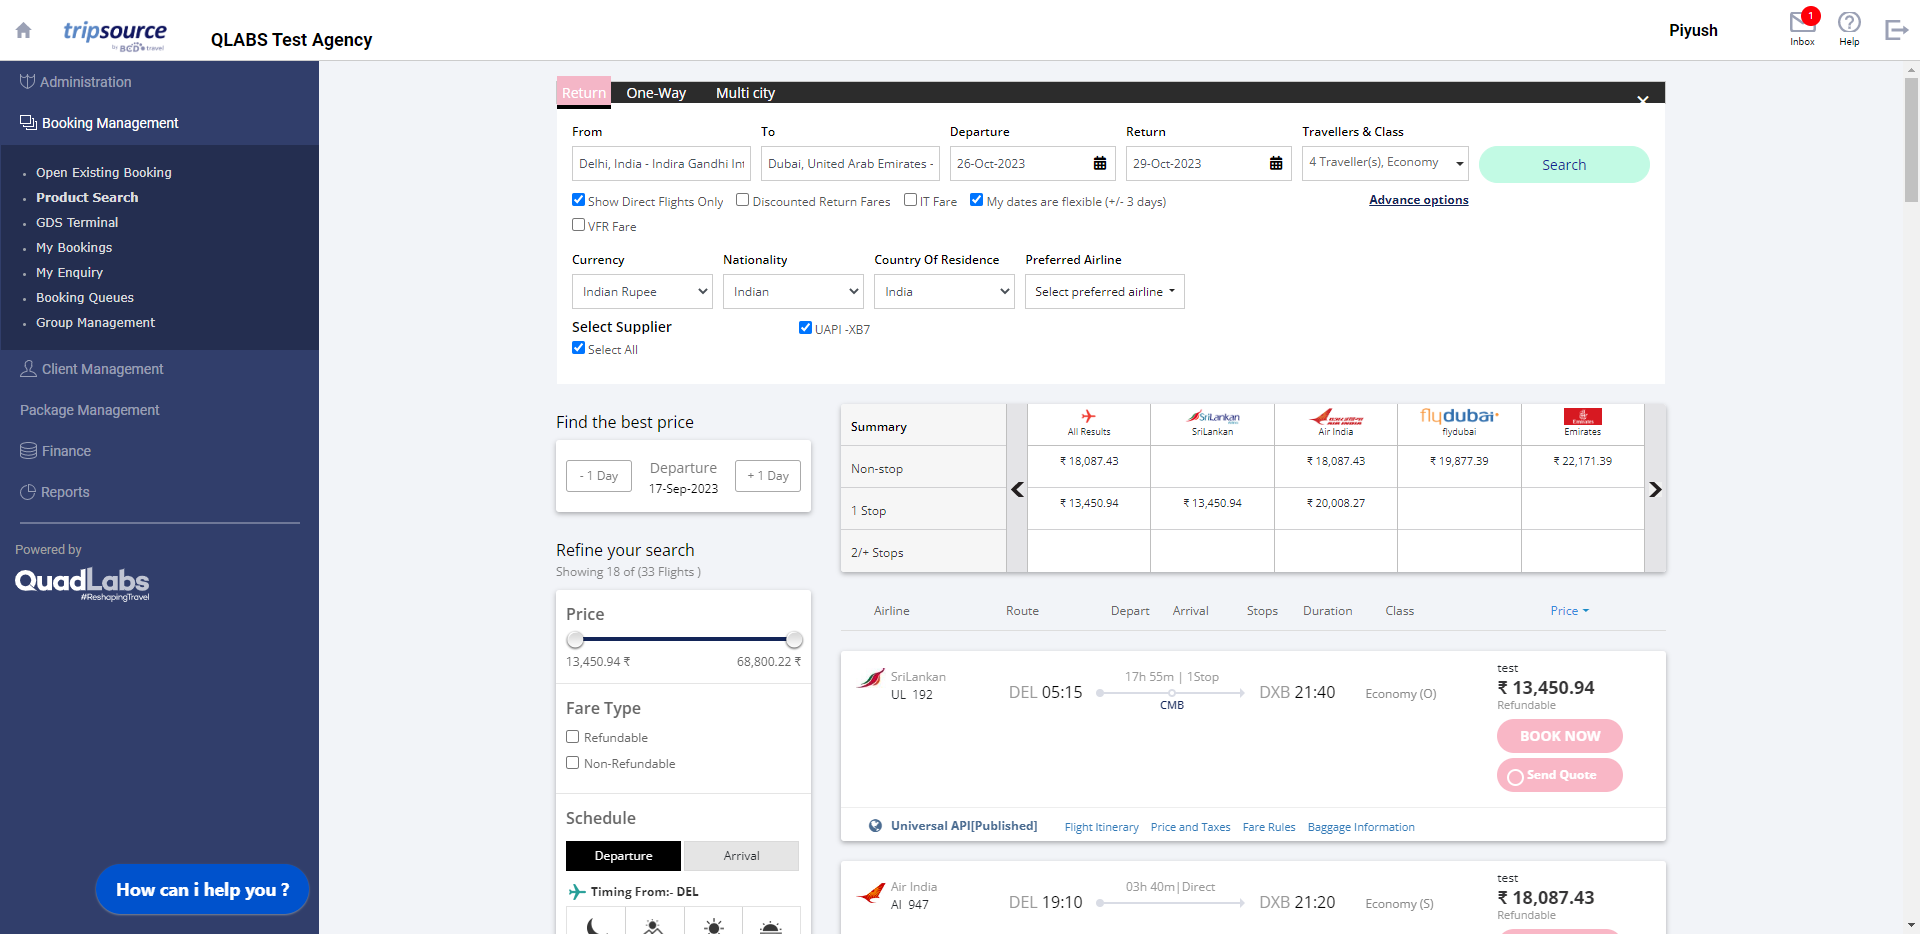 tripsource
by BCD travel
QLABS Test Agency
Piyush
1
Inbox
Help
Administration
Booking Management
Open Existing Booking
Product Search
GDS Terminal
My Bookings
My Enquiry
Booking Queues
Group Management
Client Management
Package Management
Finance
Reports
Powered by
QuadLabs
#ReshapingTravel
How can i help you ?
Return One-Way Multi city
From To Departure Return Travellers & Class
Delhi, India - Indira Gandhi Int Dubai, United Arab Emirates - 26-Oct-2023 29-Oct-2023 4 Traveller(s), Economy Search
Show Direct Flights Only Discounted Return Fares IT Fare My dates are flexible (+/- 3 days) Advance options
VFR Fare
Currency Nationality Country Of Residence Preferred Airline
Indian Rupee Indian India Select preferred airline
Select Supplier UAPI -XB7
Select All
Find the best price
- 1 Day Departure + 1 Day
17-Sep-2023
Refine your search
Showing 18 of (33 Flights )
Price
13,450.94 ₹ 68,800.22 ₹
Fare Type
Refundable
Non-Refundable
Schedule
Departure Arrival
Timing From:- DEL
Summary All Results SriLankan SriLankan AIR INDIA Air India flydubai flydubai Emirates Emirates
Non-stop ₹ 18,087.43 ₹ 18,087.43 ₹ 19,877.39 ₹ 22,171.39
1 Stop ₹ 13,450.94 ₹ 13,450.94 ₹ 20,008.27
2/+ Stops
Airline Route Depart Arrival Stops Duration Class Price
SriLankan
UL 192
DEL 05:15
17h 55m | 1Stop
CMB
DXB 21:40
Economy (O)
test
₹ 13,450.94
Refundable
BOOK NOW
Send Quote
Universal API[Published] Flight Itinerary Price and Taxes Fare Rules Baggage Information
Air India
AI 947
DEL 19:10
03h 40m|Direct
DXB 21:20
Economy (S)
test
₹ 18,087.43
Refundable